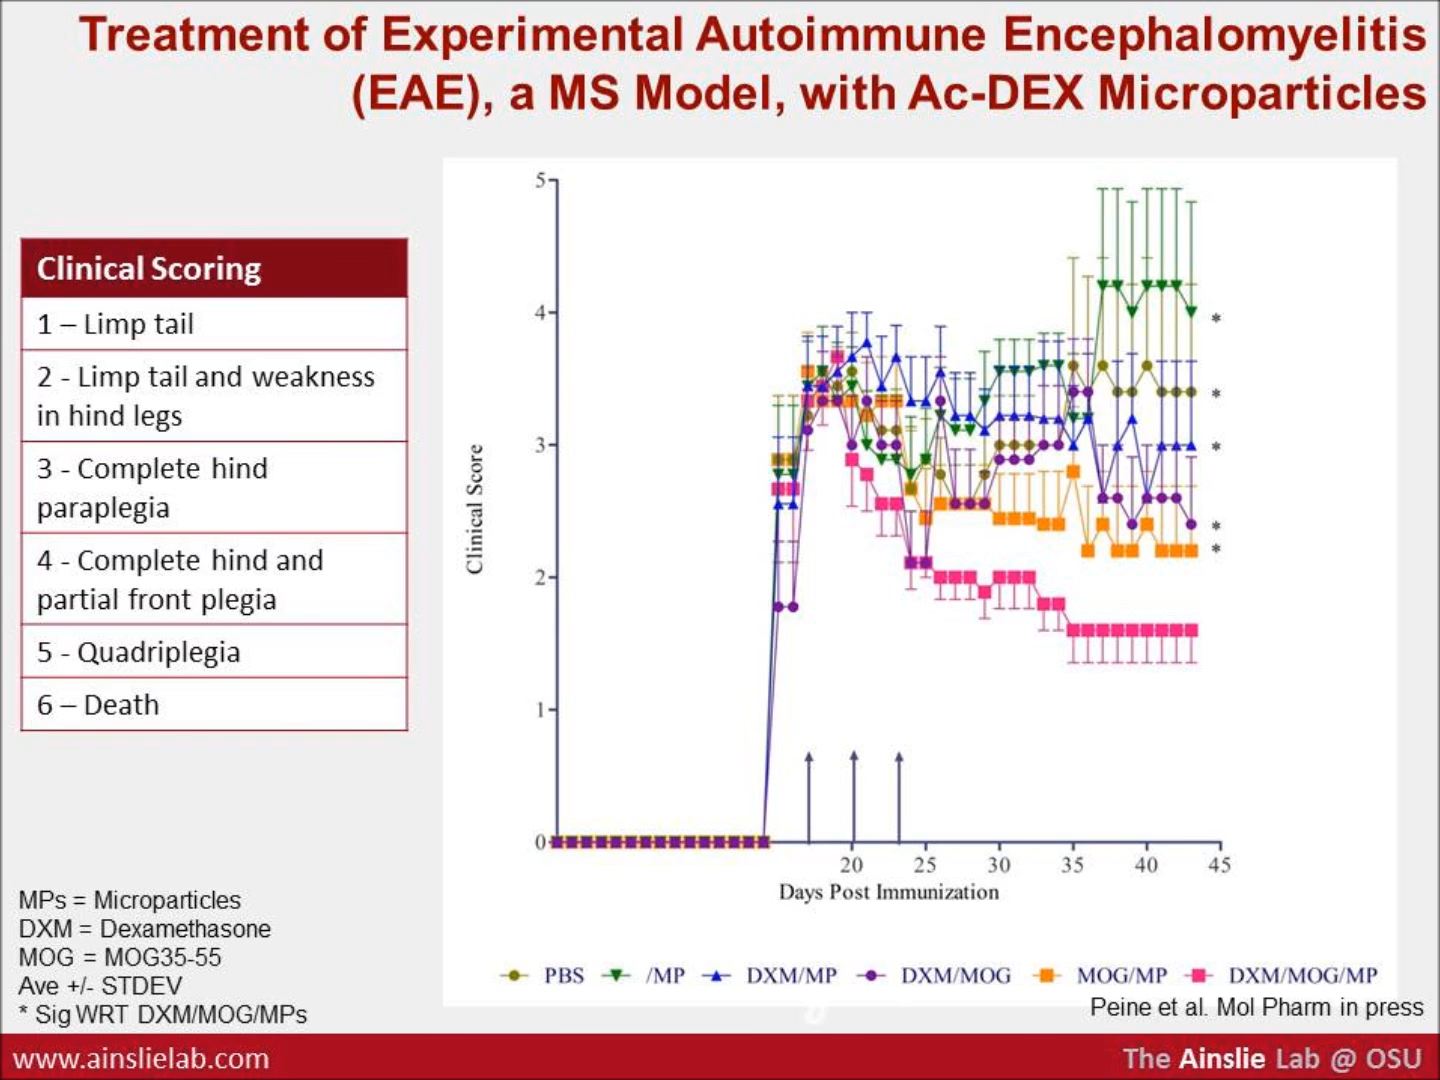 Treatment of Experimental Autoimmune Encephalomyelitis
(EAE), a MS Model, with Ac-DEX Microparticles
Clinical Scoring
1 – Limp tail
2 - Limp tail and weakness
in hind legs
3 - Complete hind
paraplegia
4 - Complete hind and
partial front plegia
5 - Quadriplegia
6 – Death
MPs = Microparticles
DXM = Dexamethasone
MOG = MOG35-55
Ave +/- STDEV
* Sig WRT DXM/MOG/MPs
Clinical Score
5
4
3
2
1
0
*
*
*
*
*
20 25 30 35 40 45
Days Post Immunization
PBS /MP DXM/MP DXM/MOG MOG/MP DXM/MOG/MP
Peine et al. Mol Pharm in press
www.ainslielab.com
The Ainslie Lab @ OSU